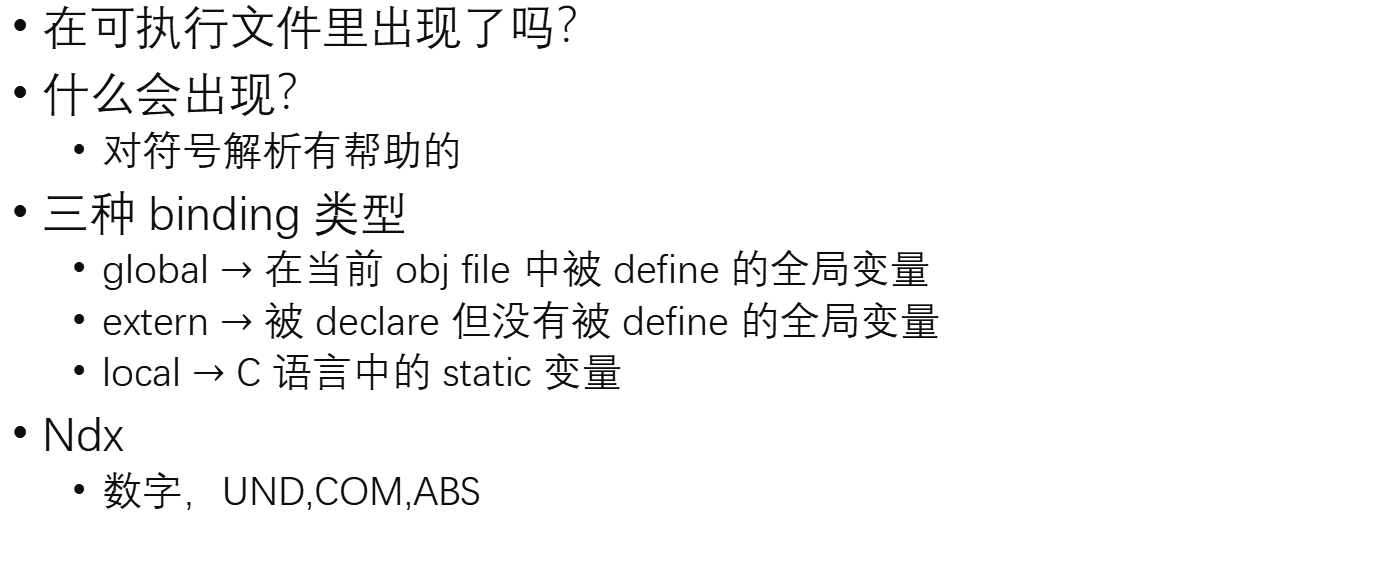 • 在可执行文件里出现了吗？
• 什么会出现？
• 对符号解析有帮助的
• 三种 binding 类型
• global → 在当前 obj file 中被 define 的全局变量
• extern → 被 declare 但没有被 define 的全局变量
• local → C 语言中的 static 变量
• Ndx
• 数字，UND,COM,ABS